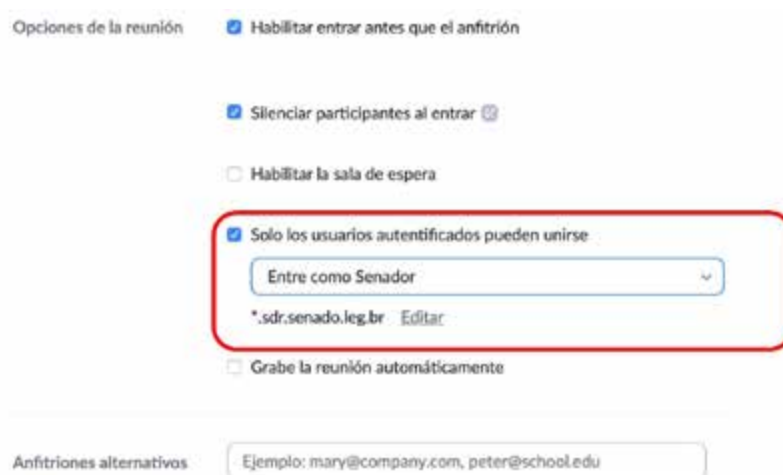 Opciones de la reunión
Habilitar entrar antes que el anfitrión
Silenciar participantes al entrar
Habilitar la sala de espera
Solo los usuarios autentificados pueden unirse
Entre como Senador
*.sdr.senado.leg.br Editar
Grabe la reunión automáticamente
Anfitriones alternativos
Ejemplo: mary@company.com, peter@school.edu